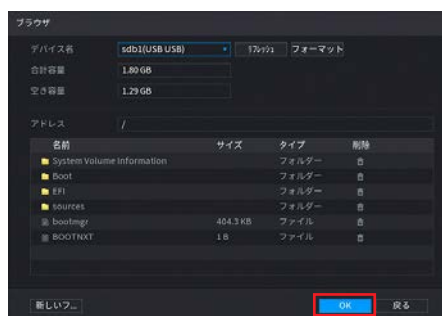 ブラウザ
デバイス名 sdb1(USB USB) リフレッシュ フォーマット
合計容量 1.80 GB
空き容量 1.29 GB
アドレス /
名前 サイズ タイプ 削除
System Volume Information フォルダー
Boot フォルダー
EFI フォルダー
sources フォルダー
bootmgr 404.3 KB ファイル
BOOTNXT 1 B ファイル
新しいフ... OK 戻る